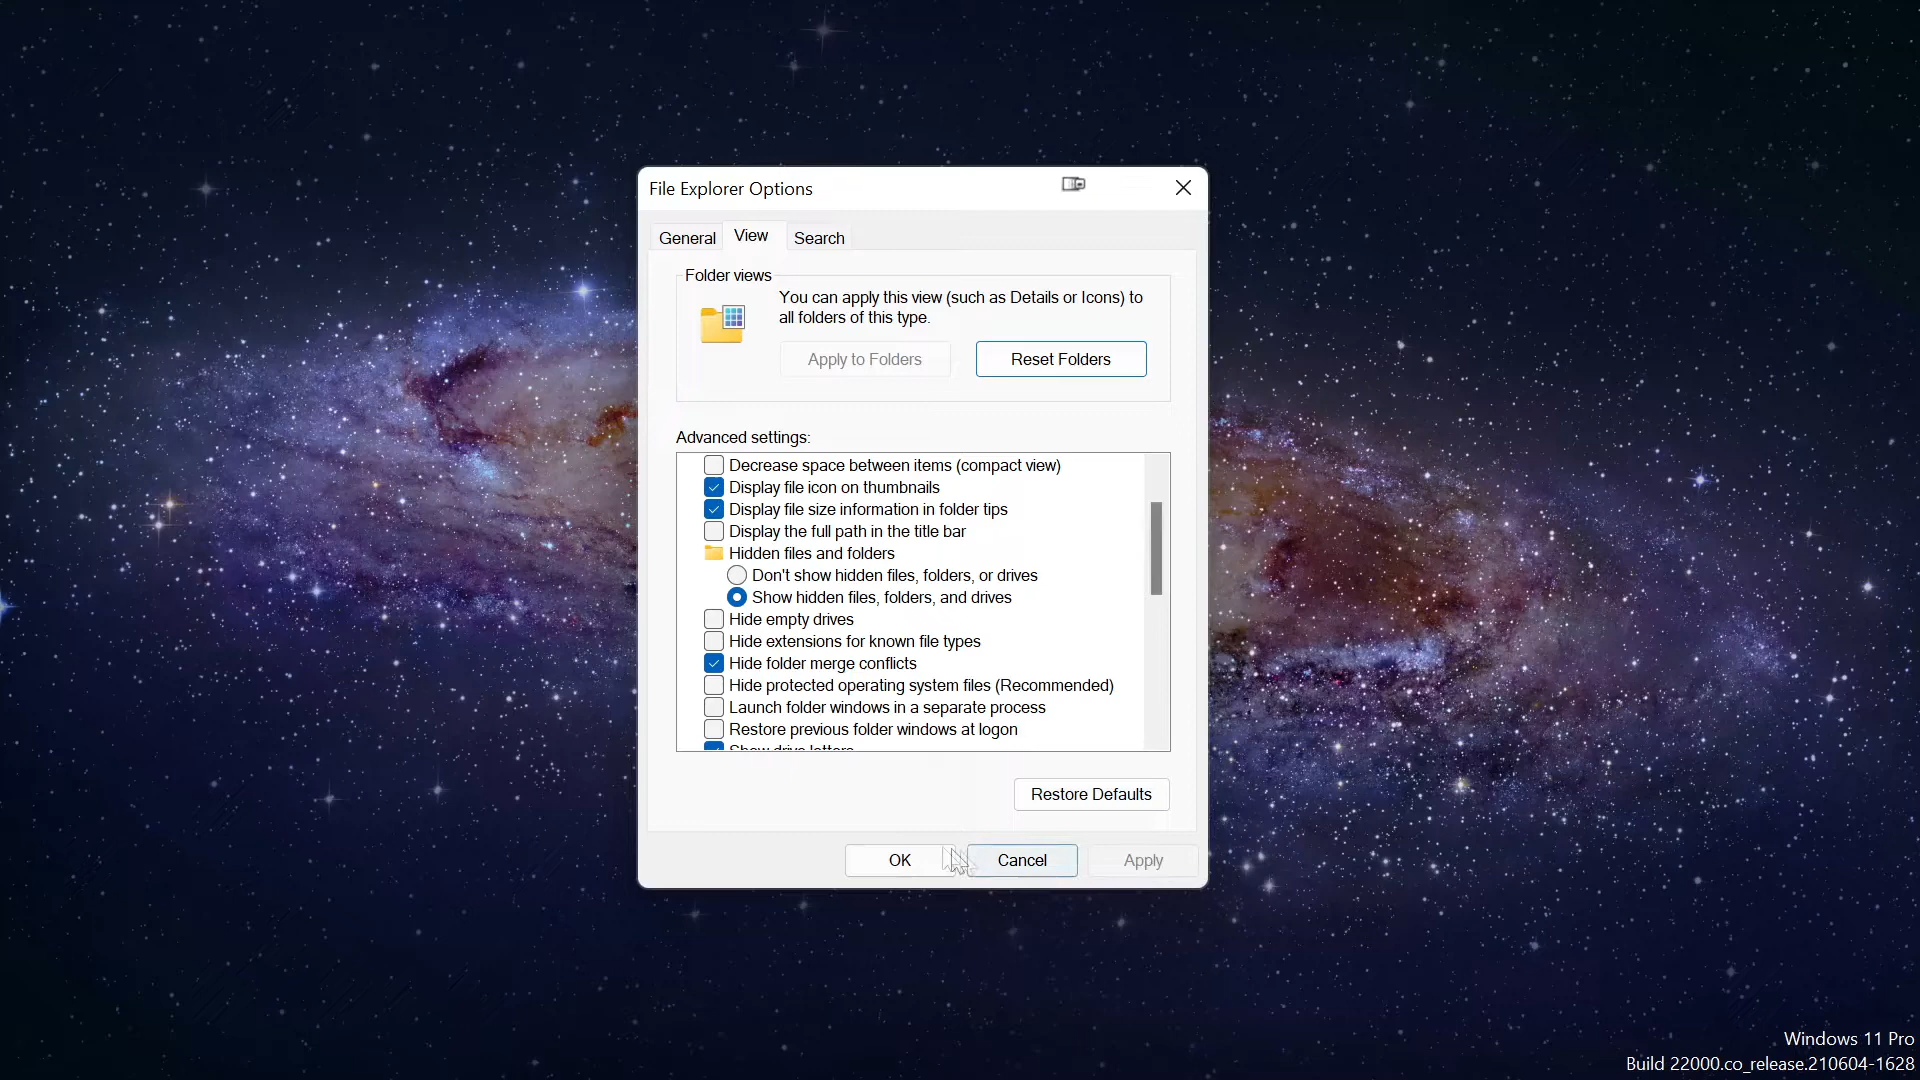 File Explorer Options
General View Search
Folder views
You can apply this view (such as Details or Icons) to
all folders of this type.
Apply to Folders Reset Folders
Advanced settings:
Decrease space between items (compact view)
Display file icon on thumbnails
Display file size information in folder tips
Display the full path in the title bar
Hidden files and folders
Don't show hidden files, folders, or drives
Show hidden files, folders, and drives
Hide empty drives
Hide extensions for known file types
Hide folder merge conflicts
Hide protected operating system files (Recommended)
Launch folder windows in a separate process
Restore previous folder windows at logon
Show drive letters
Restore Defaults
OK Cancel Apply
Windows 11 Pro
Build 22000.co_release.210604-1628